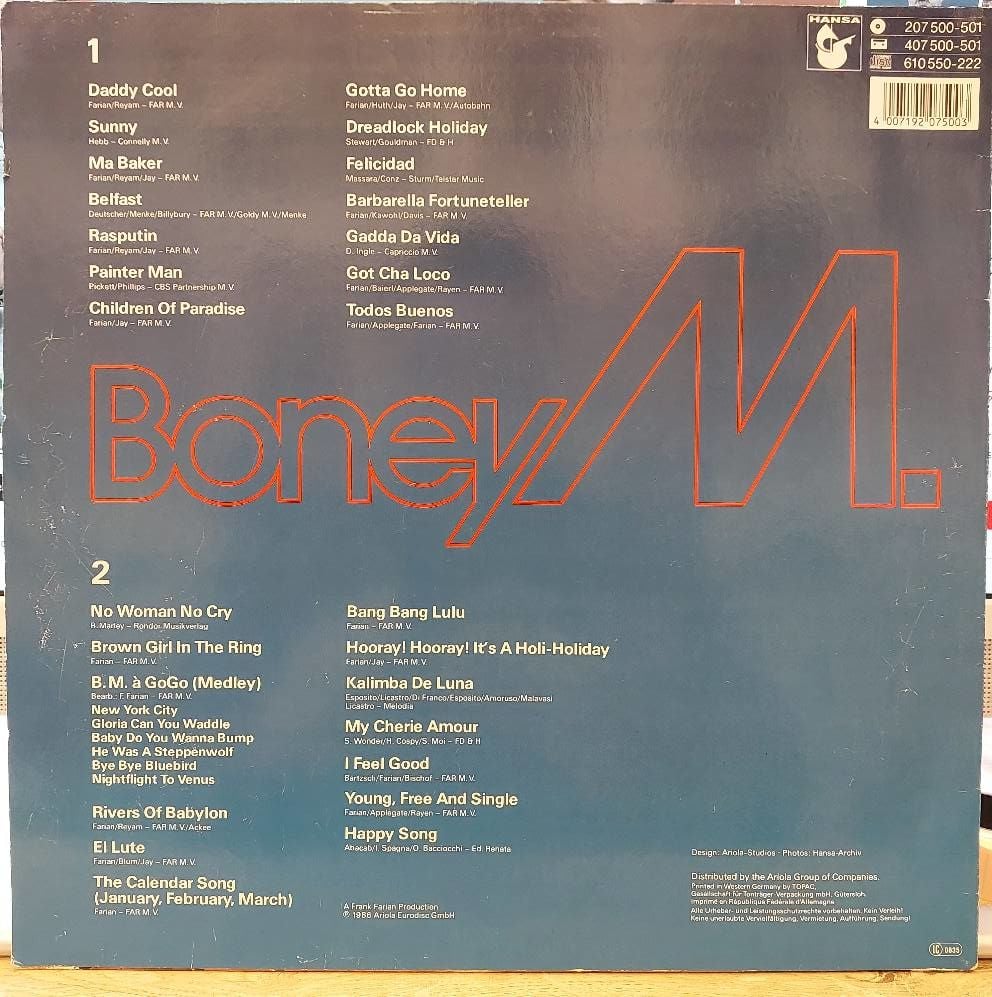 HANSA
207 500-501
407 500-501
610 550-222
4 007192 075003
1
Daddy Cool
Farian/Reyam – FAR M.V.
Sunny
Hebb – Connelly M.V.
Ma Baker
Farian/Reyam/Jay – FAR M.V.
Belfast
Deutscher/Menke/Billybury – FAR M.V./Goldy M.V./Menke
Rasputin
Farian/Reyam/Jay – FAR M.V.
Painter Man
Pickett/Phillips – CBS Partnership M.V.
Children Of Paradise
Farian/Jay – FAR M.V.
Gotta Go Home
Farian/Huth/Jay – FAR M.V./Autobahn
Dreadlock Holiday
Stewart/Gouldman – FD & H
Felicidad
Massara/Conz – Sturm/Telstar Music
Barbarella Fortuneteller
Farian/Kawohl/Davis – FAR M.V.
Gadda Da Vida
D. Ingle – Capriccio M.V.
Got Cha Loco
Farian/Baierl/Applegate/Rayen – FAR M.V.
Todos Buenos
Farian/Applegate/Farian – FAR M.V.
Boney M.
2
No Woman No Cry
B. Marley – Rondor Musikverlag
Brown Girl In The Ring
Farian – FAR M.V.
B.M. à GoGo (Medley)
Bearb.: F. Farian – FAR M.V.
New York City
Gloria Can You Waddle
Baby Do You Wanna Bump
He Was A Steppenwolf
Bye Bye Bluebird
Nightflight To Venus
Rivers Of Babylon
Farian/Reyam – FAR M.V./Ackee
El Lute
Farian/Blum/Jay – FAR M.V.
The Calendar Song
(January, February, March)
Farian – FAR M.V.
Bang Bang Lulu
Farian – FAR M.V.
Hooray! Hooray! It's A Holi-Holiday
Farian/Jay – FAR M.V.
Kalimba De Luna
Esposito/Licastro/Di Franco/Esposito/Amoruso/Malavasi
Licastro – Melodia
My Cherie Amour
S. Wonder/H. Cospy/S. Moi – FD & H
I Feel Good
Bartzsch/Farian/Bischof – FAR M.V.
Young, Free And Single
Farian/Applegate/Rayen – FAR M.V.
Happy Song
Abacab/I. Spagna/O. Bacciocchi – Ed. Renata
A Frank Farian Production
℗ 1986 Ariola Eurodisc GmbH
Design: Ariola-Studios · Photos: Hansa-Archiv
Distributed by the Ariola Group of Companies.
Printed in Western Germany by TOPAC,
Gesellschaft für Tonträger-Verpackung mbH, Gütersloh.
Imprimé en République Fédérale d'Allemagne
Alle Urheber- und Leistungsschutzrechte vorbehalten. Kein Verleih!
Keine unerlaubte Vervielfältigung, Vermietung, Aufführung, Sendung!
IC 0835